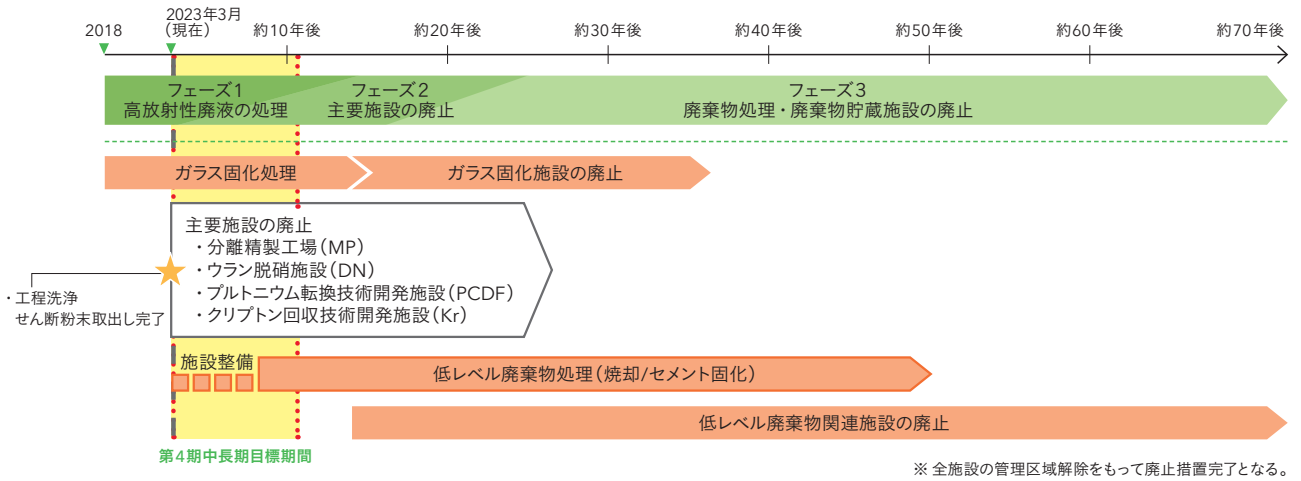 2018
2023年3月
(現在)
約10年後
約20年後
約30年後
約40年後
約50年後
約60年後
約70年後
フェーズ1
高放射性廃液の処理
フェーズ2
主要施設の廃止
フェーズ3
廃棄物処理・廃棄物貯蔵施設の廃止
ガラス固化処理
ガラス固化施設の廃止
主要施設の廃止
・分離精製工場(MP)
・ウラン脱硝施設(DN)
・プルトニウム転換技術開発施設(PCDF)
・クリプトン回収技術開発施設(Kr)
・工程洗浄
せん断粉末取出し完了
施設整備
低レベル廃棄物処理(焼却/セメント固化)
低レベル廃棄物関連施設の廃止
第4期中長期目標期間
※ 全施設の管理区域解除をもって廃止措置完了となる。